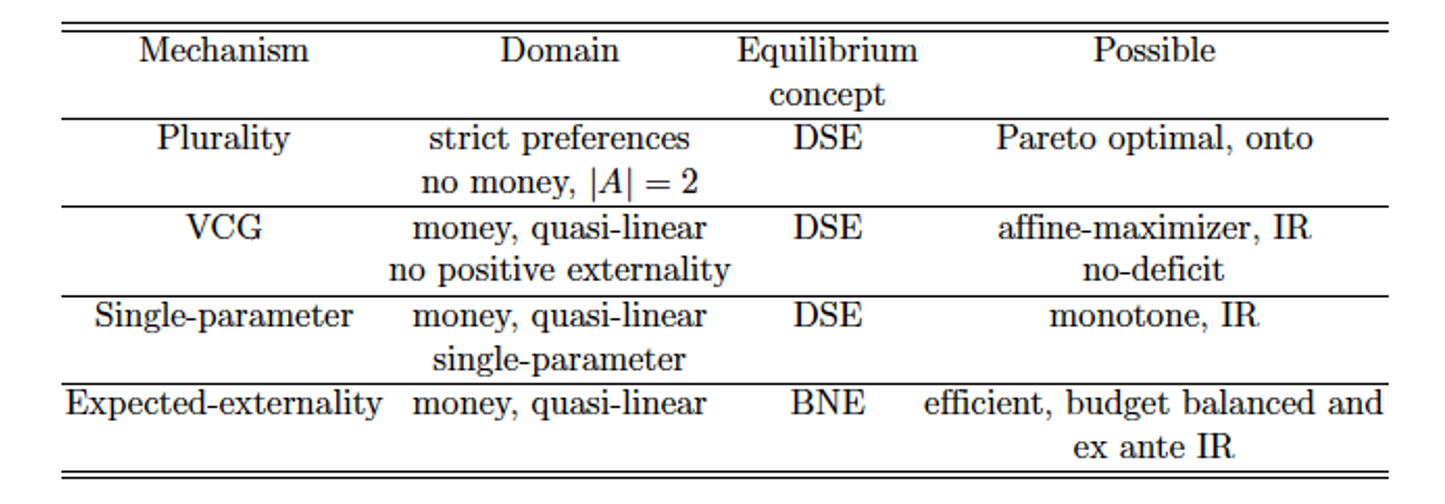 Mechanism Domain Equilibrium Possible
concept
Plurality strict preferences DSE Pareto optimal, onto
no money, |A| = 2
VCG money, quasi-linear DSE affine-maximizer, IR
no positive externality no-deficit
Single-parameter money, quasi-linear DSE monotone, IR
single-parameter
Expected-externality money, quasi-linear BNE efficient, budget balanced and
ex ante IR